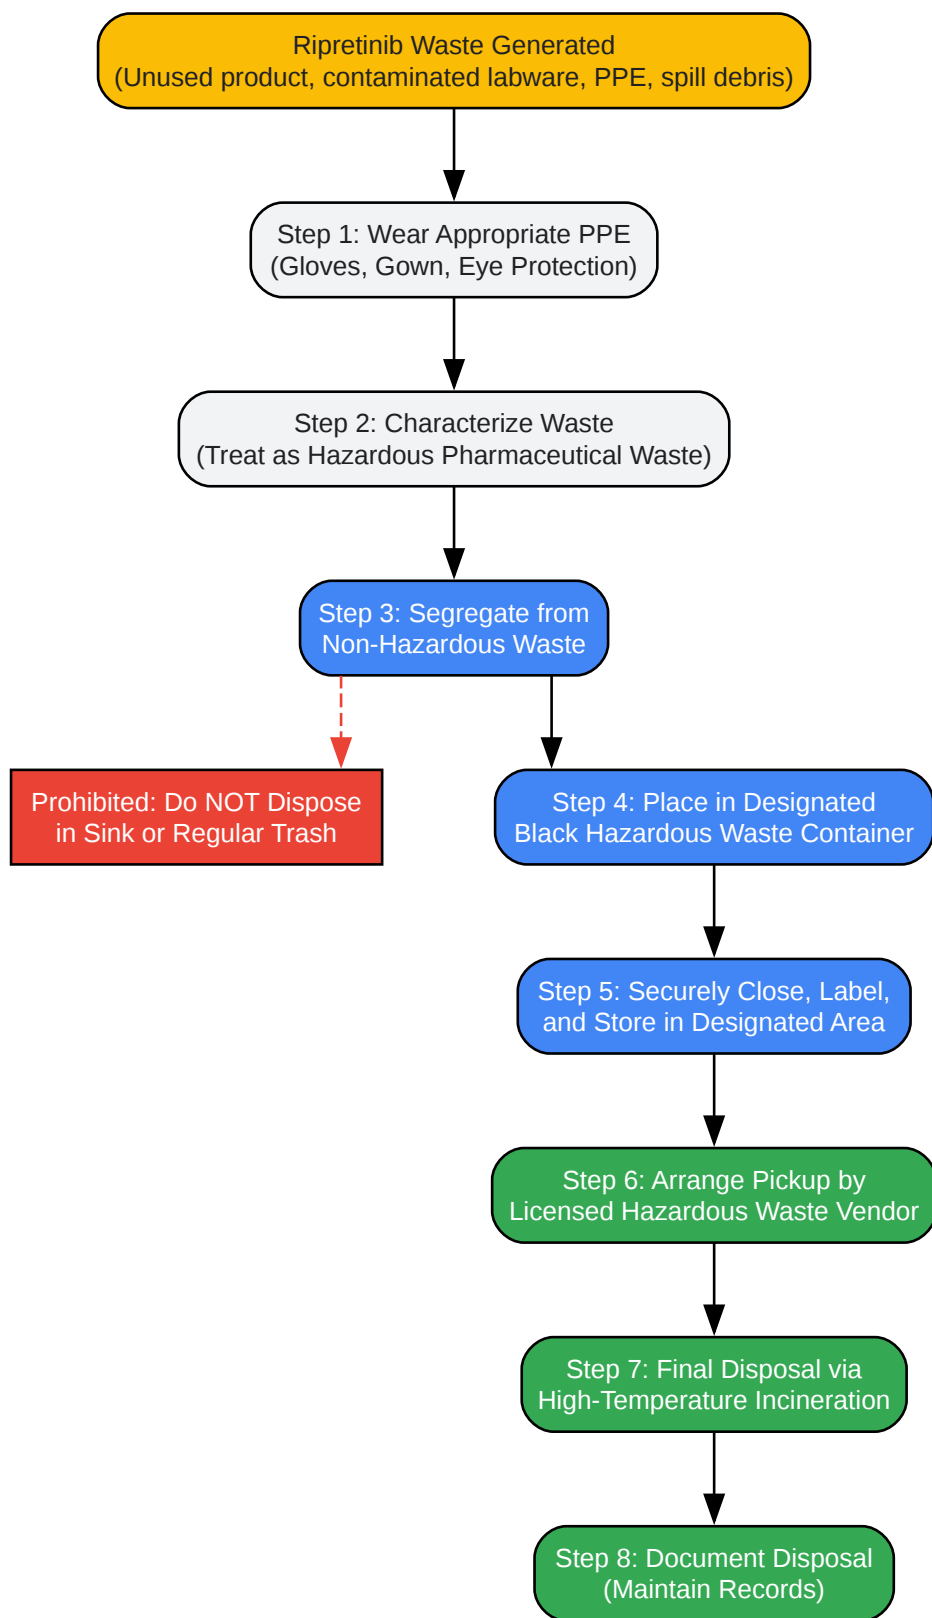 Ripretinib Waste Generated
(Unused product, contaminated labware, PPE, spill debris)
Step 1: Wear Appropriate PPE
(Gloves, Gown, Eye Protection)
Step 2: Characterize Waste
(Treat as Hazardous Pharmaceutical Waste)
Step 3: Segregate from
Non-Hazardous Waste
Prohibited: Do NOT Dispose
in Sink or Regular Trash
Step 4: Place in Designated
Black Hazardous Waste Container
Step 5: Securely Close, Label,
and Store in Designated Area
Step 6: Arrange Pickup by
Licensed Hazardous Waste Vendor
Step 7: Final Disposal via
High-Temperature Incineration
Step 8: Document Disposal
(Maintain Records)